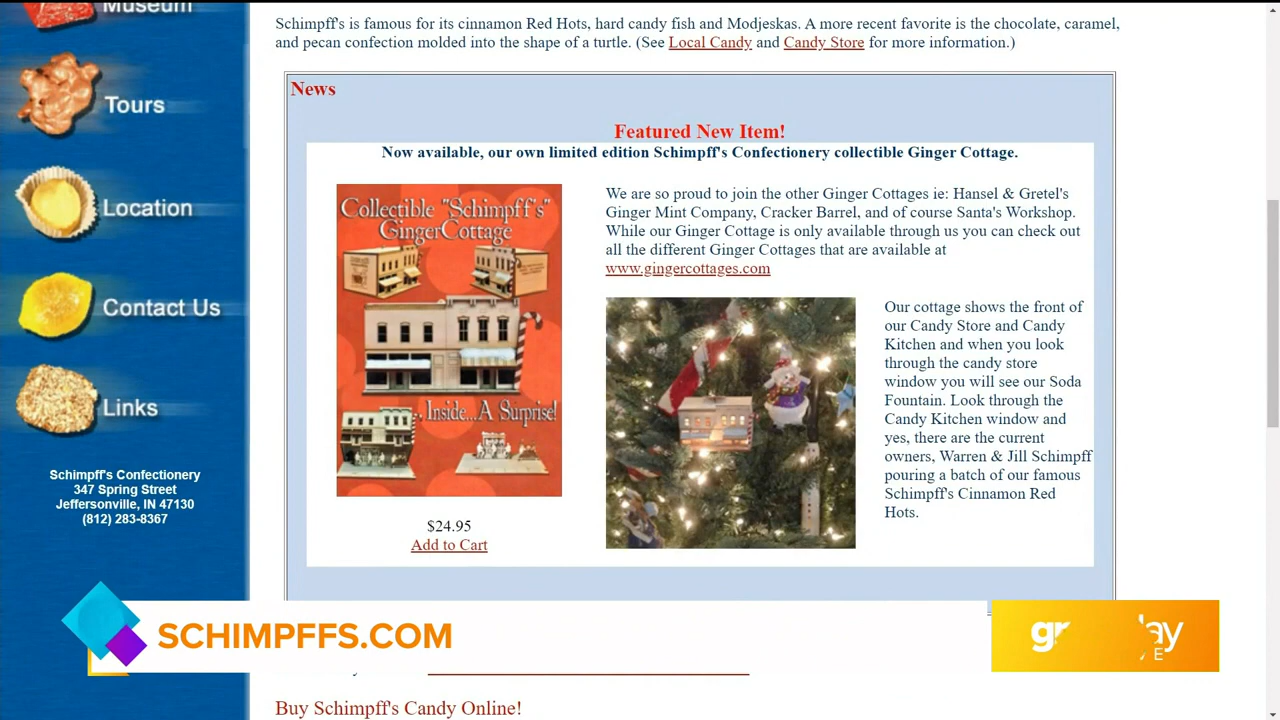 Museum
Tours
Location
Contact Us
Links
Schimpff's Confectionery
347 Spring Street
Jeffersonville, IN 47130
(812) 283-8367
Schimpff's is famous for its cinnamon Red Hots, hard candy fish and Modjeskas. A more recent favorite is the chocolate, caramel,
and pecan confection molded into the shape of a turtle. (See Local Candy and Candy Store for more information.)
News
Featured New Item!
Now available, our own limited edition Schimpff's Confectionery collectible Ginger Cottage.
Collectible "Schimpff's"
GingerCottage
..Inside...A Surprise!
$24.95
Add to Cart
We are so proud to join the other Ginger Cottages ie: Hansel & Gretel's
Ginger Mint Company, Cracker Barrel, and of course Santa's Workshop.
While our Ginger Cottage is only available through us you can check out
all the different Ginger Cottages that are available at
www.gingercottages.com
Our cottage shows the front of
our Candy Store and Candy
Kitchen and when you look
through the candy store
window you will see our Soda
Fountain. Look through the
Candy Kitchen window and
yes, there are the current
owners, Warren & Jill Schimpff
pouring a batch of our famous
Schimpff's Cinnamon Red
Hots.
SCHIMPFFS.COM
Buy Schimpff's Candy Online!